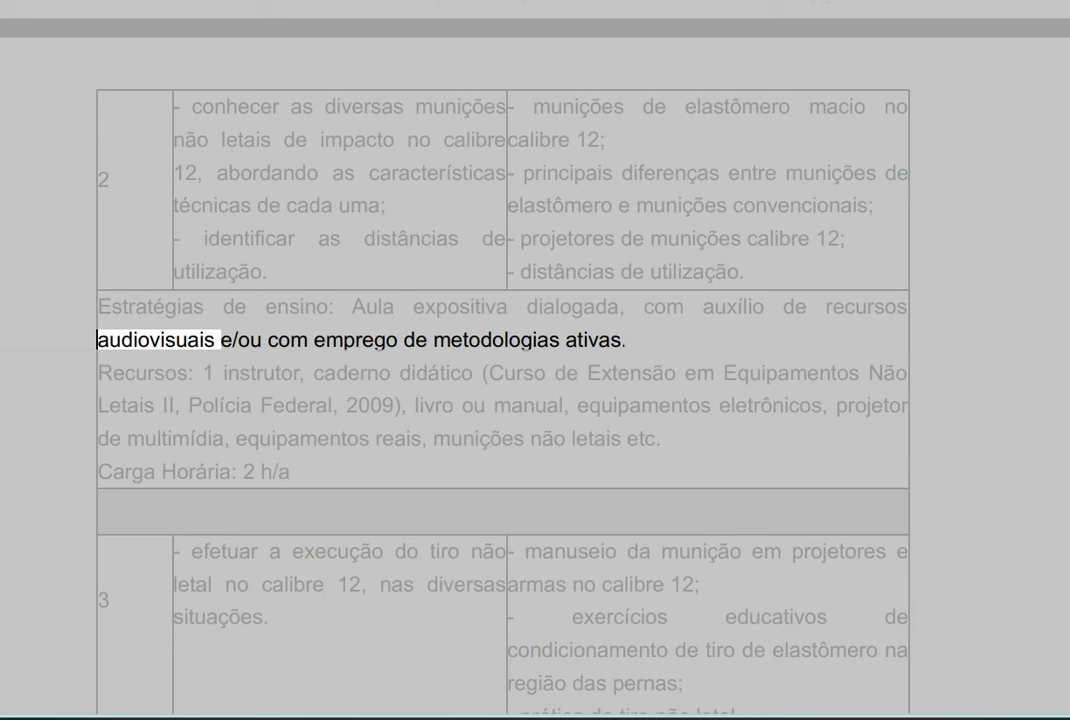 2
- conhecer as diversas munições
não letais de impacto no calibre
12, abordando as características
técnicas de cada uma;
- identificar as distâncias de
utilização.
- munições de elastômero macio no
calibre 12;
- principais diferenças entre munições de
elastômero e munições convencionais;
- projetores de munições calibre 12;
- distâncias de utilização.
Estratégias de ensino: Aula expositiva dialogada, com auxílio de recursos
audiovisuais e/ou com emprego de metodologias ativas.
Recursos: 1 instrutor, caderno didático (Curso de Extensão em Equipamentos Não
Letais II, Polícia Federal, 2009), livro ou manual, equipamentos eletrônicos, projetor
de multimídia, equipamentos reais, munições não letais etc.
Carga Horária: 2 h/a
3
- efetuar a execução do tiro não
letal no calibre 12, nas diversas
situações.
- manuseio da munição em projetores e
armas no calibre 12;
- exercícios educativos de
condicionamento de tiro de elastômero na
região das pernas;
- prática de tiro não letal